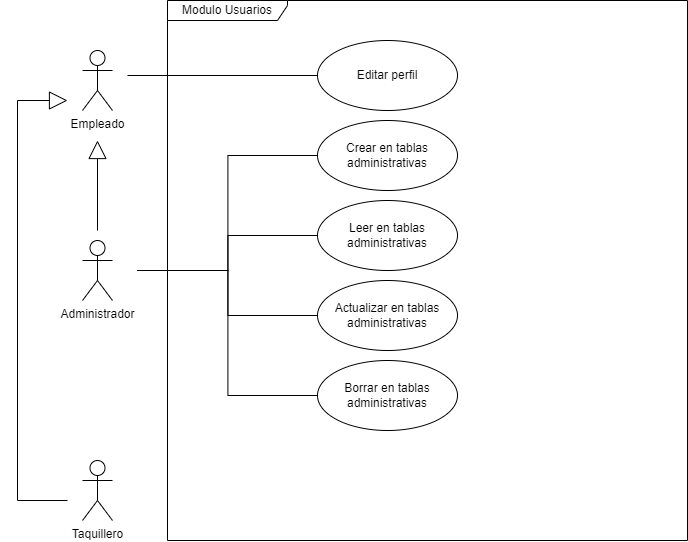 Modulo Usuarios
Editar perfil
Empleado
Crear en tablas
administrativas
Leer en tablas
administrativas
Administrador
Actualizar en tablas
administrativas
Borrar en tablas
administrativas
Taquillero